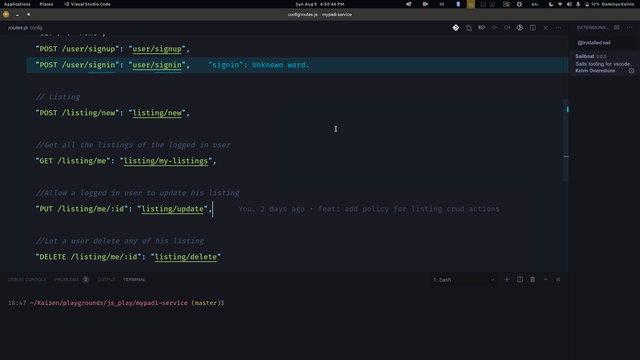 Applications Places Visual Studio Code Sun Aug 9 6:50:48 PM Dominus Kelvin
config/routes.js - mypadi-service
routes.js config
EXTENSIONS...
@installed sail
Sailboat 0.0.3
Sails tooling for vscode
Kelvin Omereshone
"POST /user/signup": "user/signup",
"POST /user/signin": "user/signin", "signin": Unknown word.
// Listing
"POST /listing/new": "listing/new",
//Get all the listings of the logged in user
"GET /listing/me": "listing/my-listings",
//Allow a logged in user to update his listing
"PUT /listing/me/:id": "listing/update", You, 2 days ago • feat: add policy for listing crud actions
//Let a user delete any of his listing
"DELETE /listing/me/:id": "listing/delete"
DEBUG CONSOLE PROBLEMS 2 OUTPUT TERMINAL 1: bash
18:47 ~/Kairen/playgrounds/js_play/mypadi-service (master)$